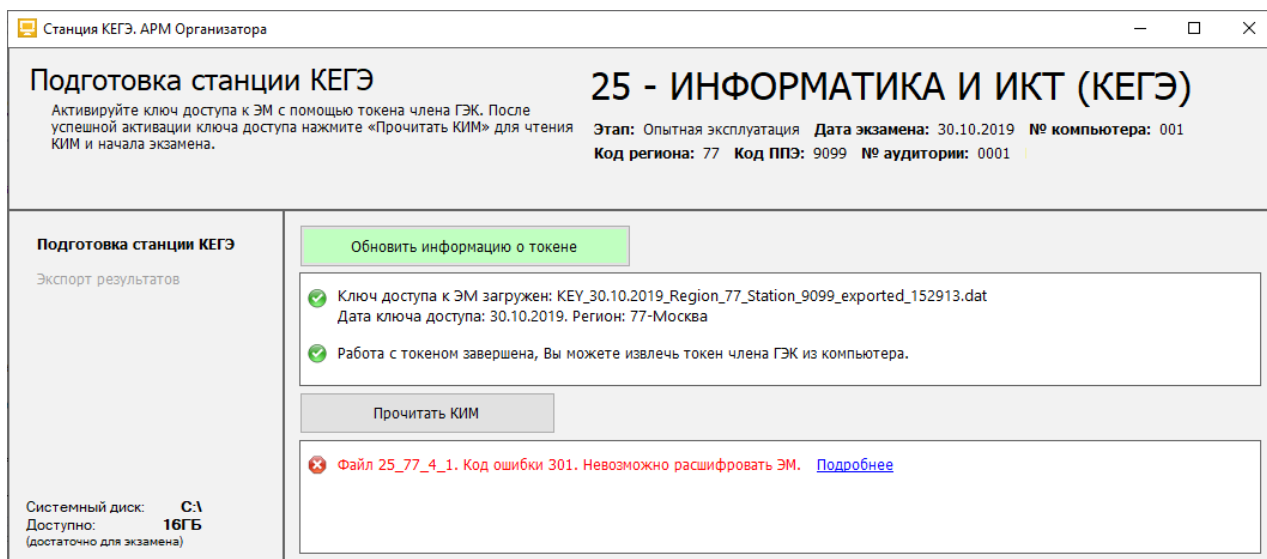 Станция КЕГЭ. АРМ Организатора
Подготовка станции КЕГЭ
Активируйте ключ доступа к ЭМ с помощью токена члена ГЭК. После
успешной активации ключа доступа нажмите «Прочитать КИМ» для чтения
КИМ и начала экзамена.
25 - ИНФОРМАТИКА И ИКТ (КЕГЭ)
Этап: Опытная эксплуатация Дата экзамена: 30.10.2019 № компьютера: 001
Код региона: 77 Код ППЭ: 9099 № аудитории: 0001
Подготовка станции КЕГЭ
Экспорт результатов
Обновить информацию о токене
Ключ доступа к ЭМ загружен: KEY_30.10.2019_Region_77_Station_9099_exported_152913.dat
Дата ключа доступа: 30.10.2019. Регион: 77-Москва
Работа с токеном завершена, Вы можете извлечь токен члена ГЭК из компьютера.
Прочитать КИМ
Файл 25_77_4_1. Код ошибки 301. Невозможно расшифровать ЭМ. Подробнее
Системный диск: C:\
Доступно: 16ГБ
(достаточно для экзамена)